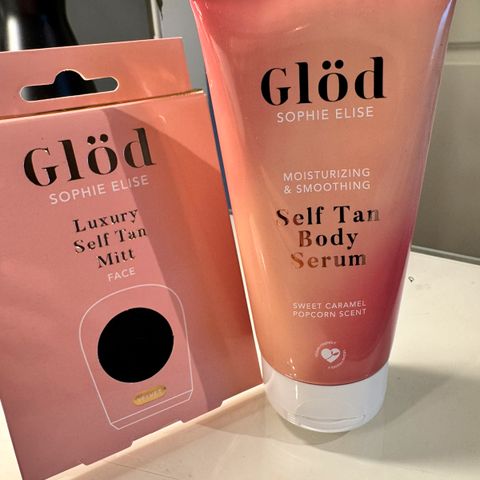 Glöd
SOPHIE ELISE
Luxury
Self Tan
Mitt
FACE
VELVET
Glöd
SOPHIE ELISE
MOISTURIZING
& SMOOTHING
Self Tan
Body
Serum
SWEET CARAMEL
POPCORN SCENT